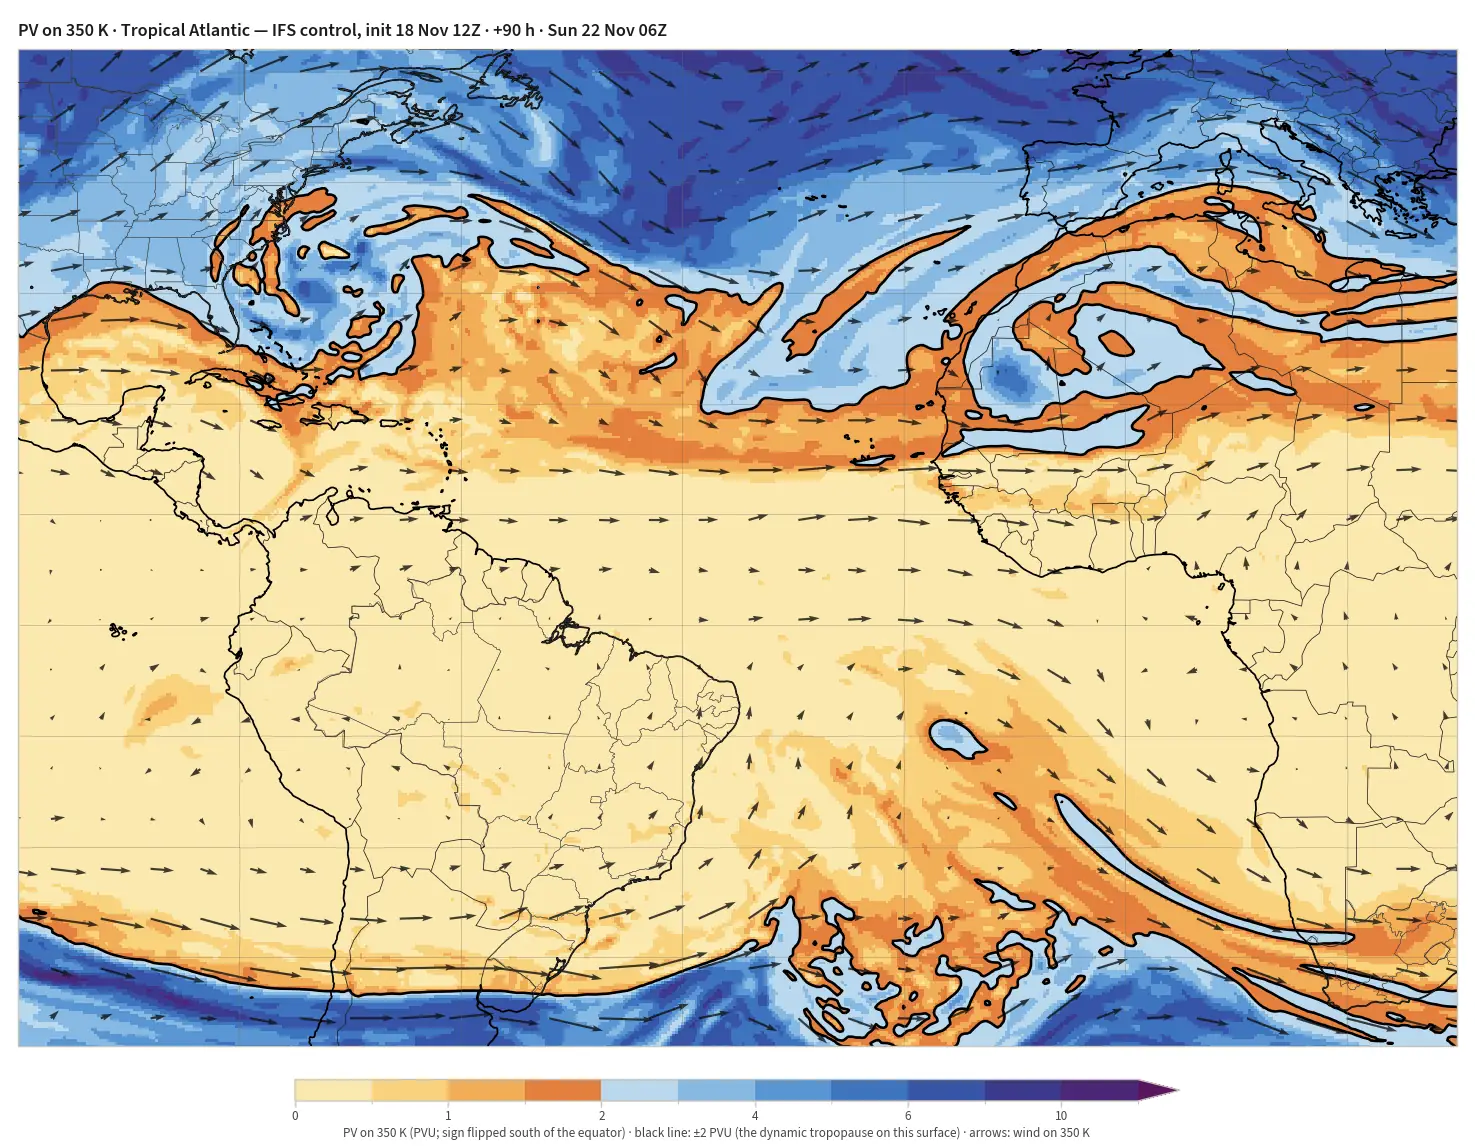 PV on 350 K · Tropical Atlantic — IFS control, init 18 Nov 12Z · +90 h · Sun 22 Nov 06Z
0 1 2 4 6 10
PV on 350 K (PVU; sign flipped south of the equator) · black line: ±2 PVU (the dynamic tropopause on this surface) · arrows: wind on 350 K